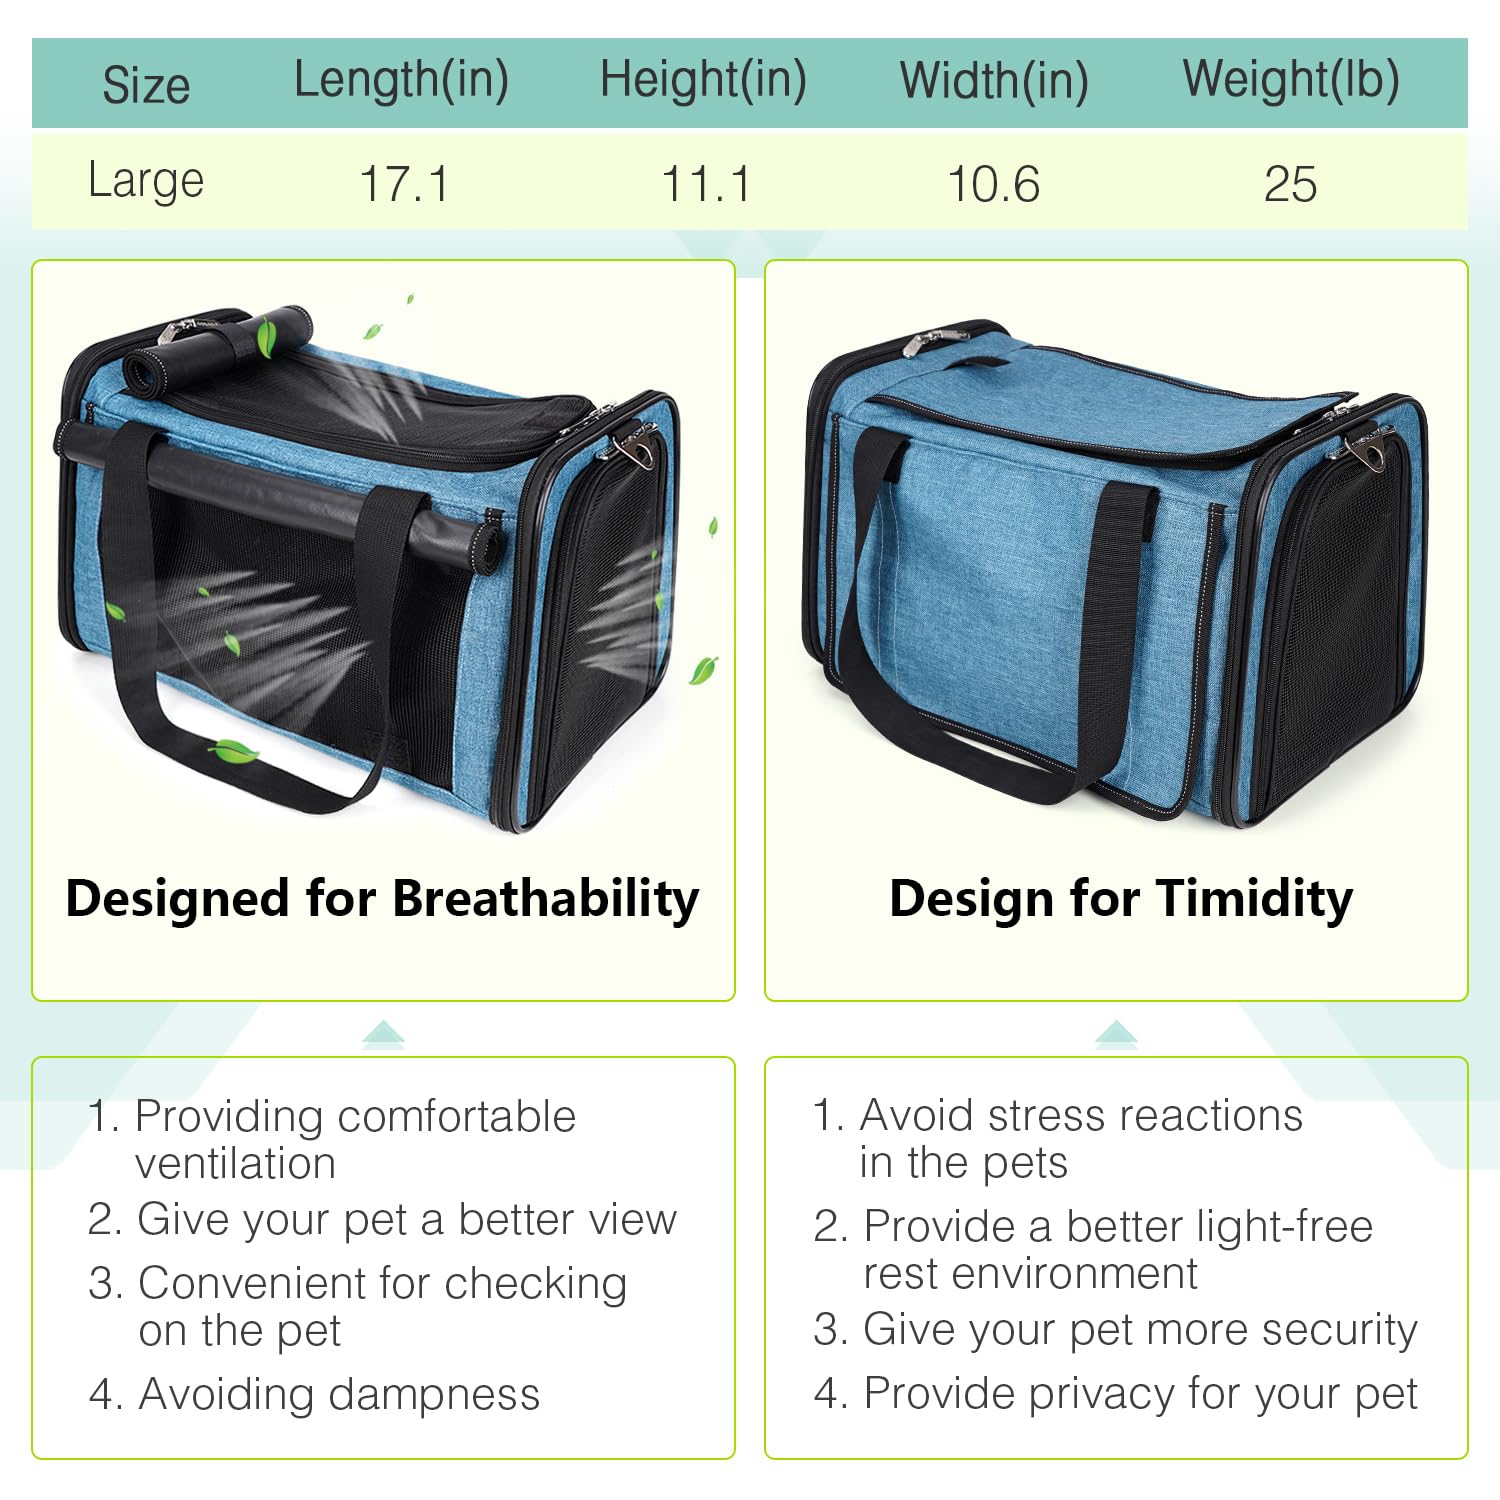 Size Length(in) Height(in) Width(in) Weight(lb)
Large 17.1 11.1 10.6 25
Designed for Breathability
Design for Timidity
1. Providing comfortable
ventilation
2. Give your pet a better view
3. Convenient for checking
on the pet
4. Avoiding dampness
1. Avoid stress reactions
in the pets
2. Provide a better light-free
rest environment
3. Give your pet more security
4. Provide privacy for your pet